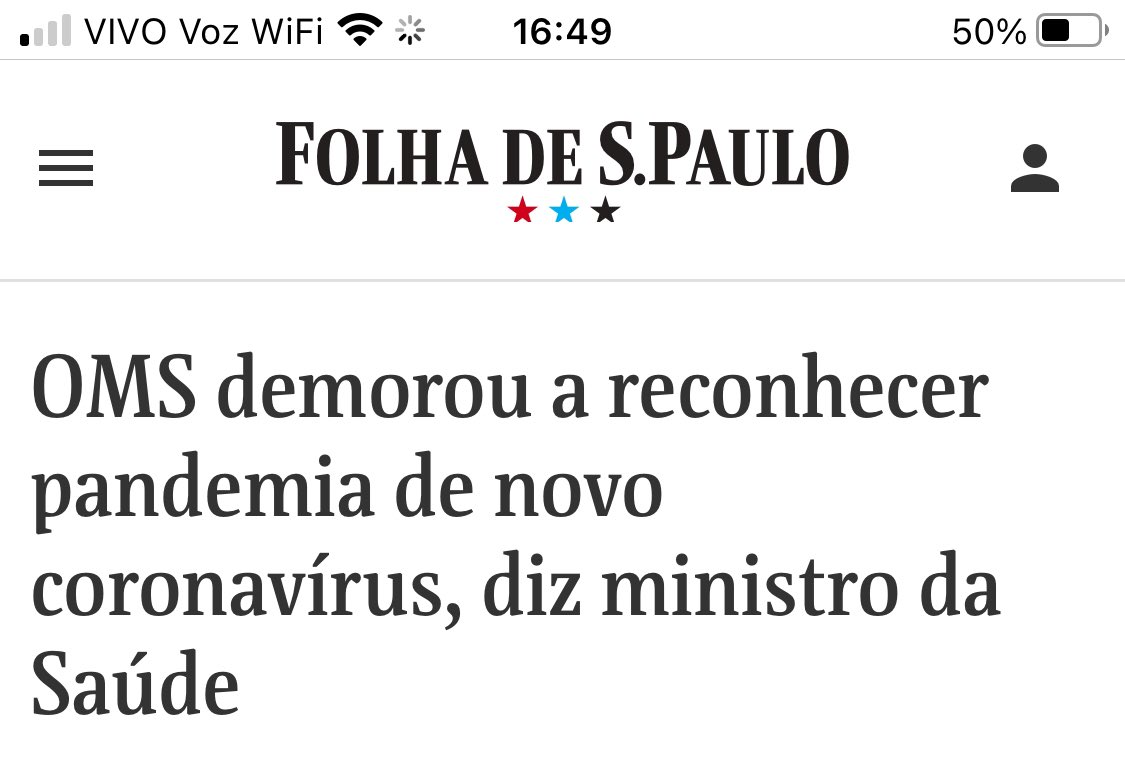 VIVO Voz WiFi 16:49 50%
FOLHA DE S.PAULO
OMS demorou a reconhecer
pandemia de novo
coronavírus, diz ministro da
Saúde